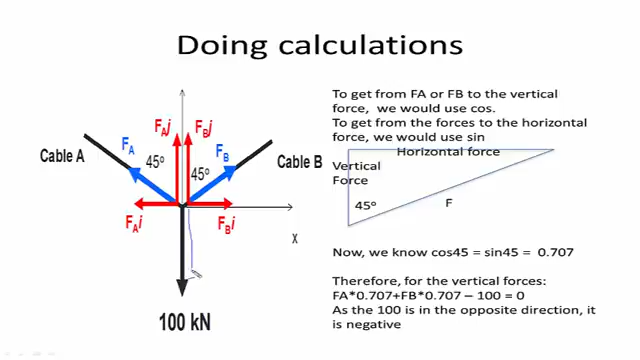 Doing calculations
To get from FA or FB to the vertical
force, we would use cos.
To get from the forces to the horizontal
force, we would use sin
Horizontal force
Vertical
Force
45º
F
Now, we know cos45 = sin45 = 0.707
Therefore, for the vertical forces:
FA*0.707+FB*0.707 – 100 = 0
As the 100 is in the opposite direction, it
is negative
FAj FBj
FA
45º
45º
FB
Cable A
Cable B
FAi
FBi
x
100 kN